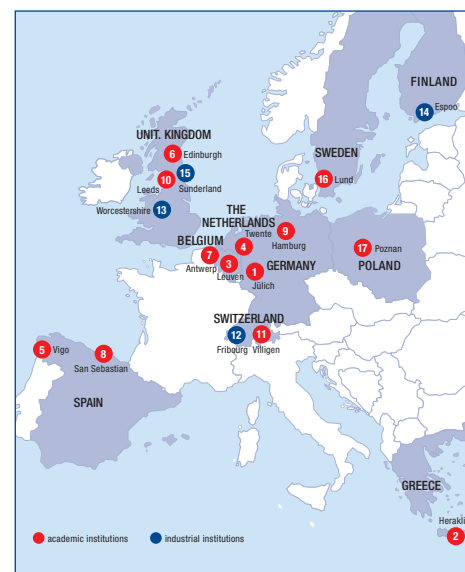 FINLAND
Espoo
14
UNIT. KINGDOM
6 Edinburgh
15
10
Leeds
Sunderland
SWEDEN
16 Lund
Worcestershire 13
THE
NETHERLANDS
Twente
9
Hamburg
BELGIUM
4
7
Antwerp
3
Leuven
GERMANY
1
Jülich
17 Poznan
POLAND
SWITZERLAND
12
11
Fribourg
Villigen
5 Vigo
8
San Sebastian
SPAIN
GREECE
Herakli
2
academic institutions
industrial institutions